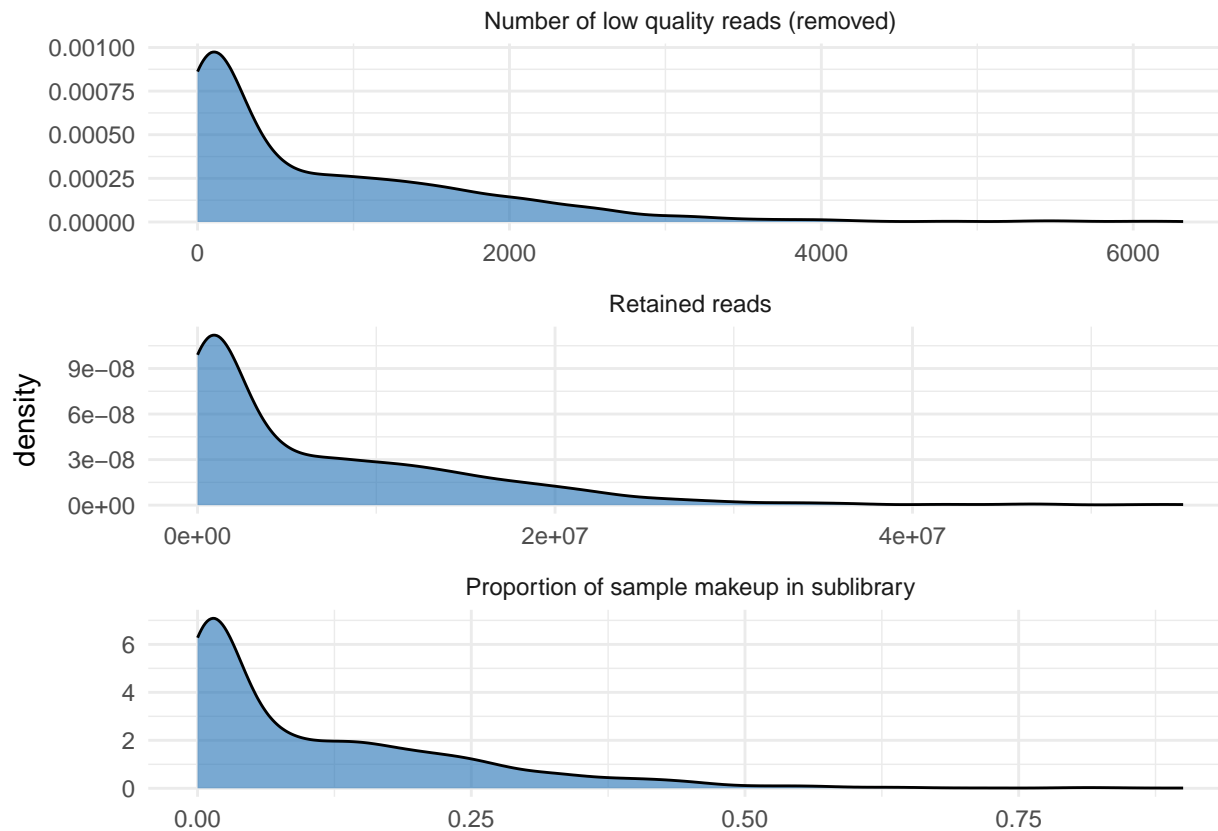 Number of low quality reads (removed)
0.00100
0.00075
0.00050
0.00025
0.00000
0 2000 4000 6000
Retained reads
density
9e−08
6e−08
3e−08
0e+00
0e+00 2e+07 4e+07
Proportion of sample makeup in sublibrary
6
4
2
0
0.00 0.25 0.50 0.75